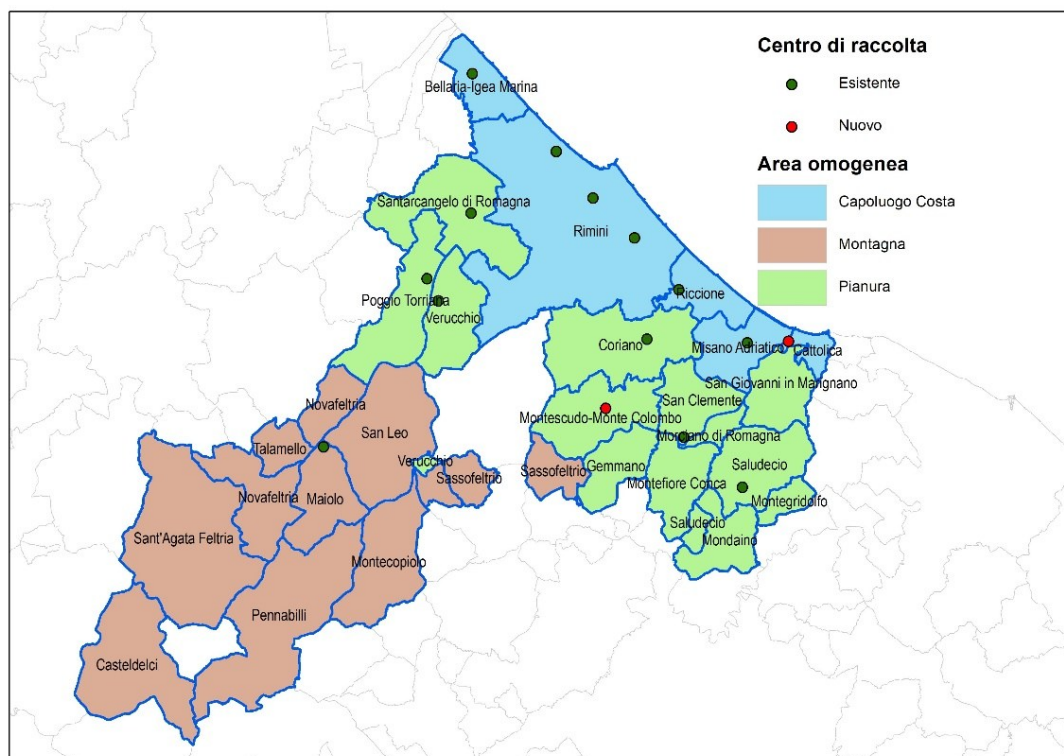 Centro di raccolta
Esistente
Nuovo
Area omogenea
Capoluogo Costa
Montagna
Pianura
Bellaria-Igea Marina
Santarcangelo di Romagna
Rimini
Poggio Torriana
Riccione
Verucchio
Coriano
Misano Adriatico
Cattolica
San Giovanni in Marignano
Novafeltria
San Clemente
Montescudo-Monte Colombo
San Leo
Talamello
Morciano di Romagna
Verucchio
Sassofeltrio
Sassofeltrio
Gemmano
Saludecio
Montefiore Conca
Novafeltria
Maiolo
Montegridolfo
Saludecio
Mondaino
Sant'Agata Feltria
Montecopiolo
Pennabilli
Casteldelci